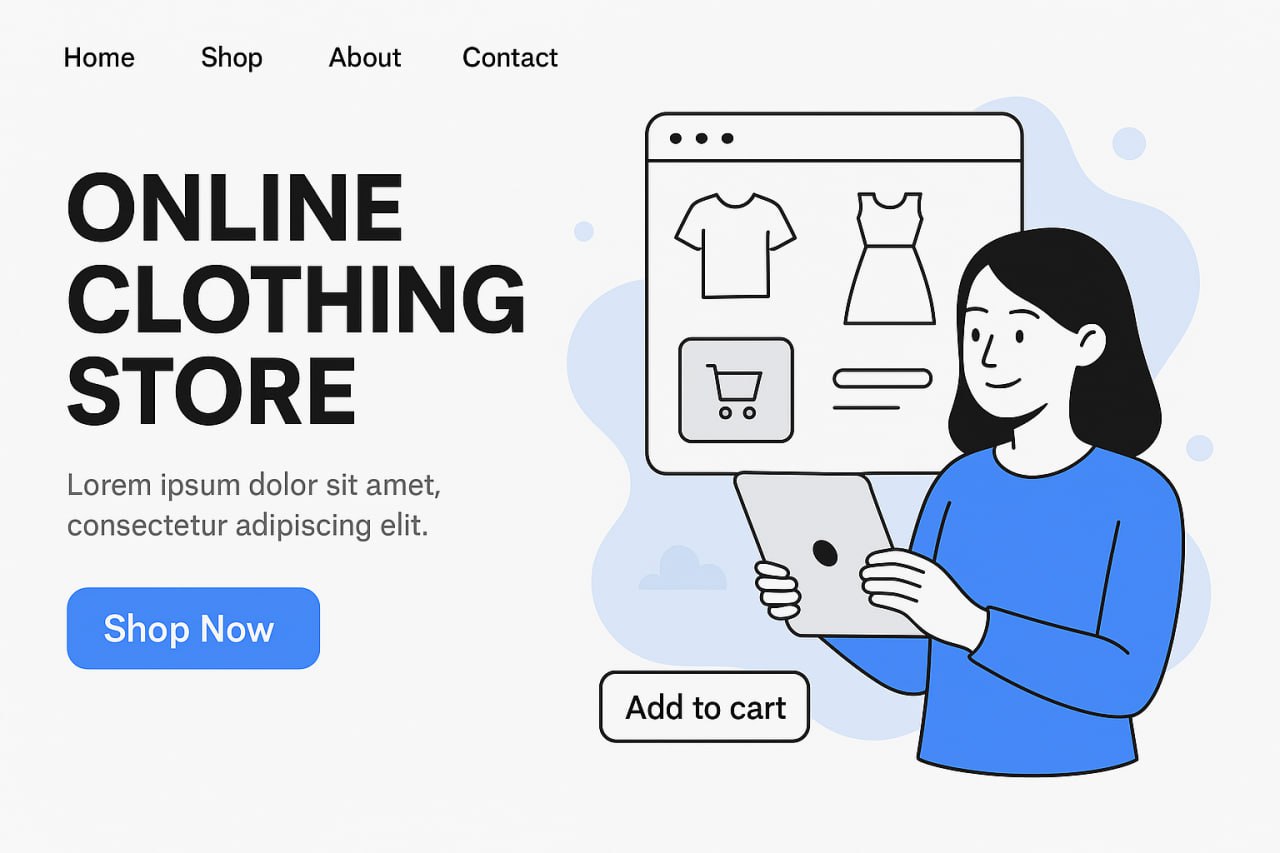 Home Shop About Contact
ONLINE
CLOTHING
STORE
Lorem ipsum dolor sit amet,
consectetur adipiscing elit.
Shop Now
Add to cart